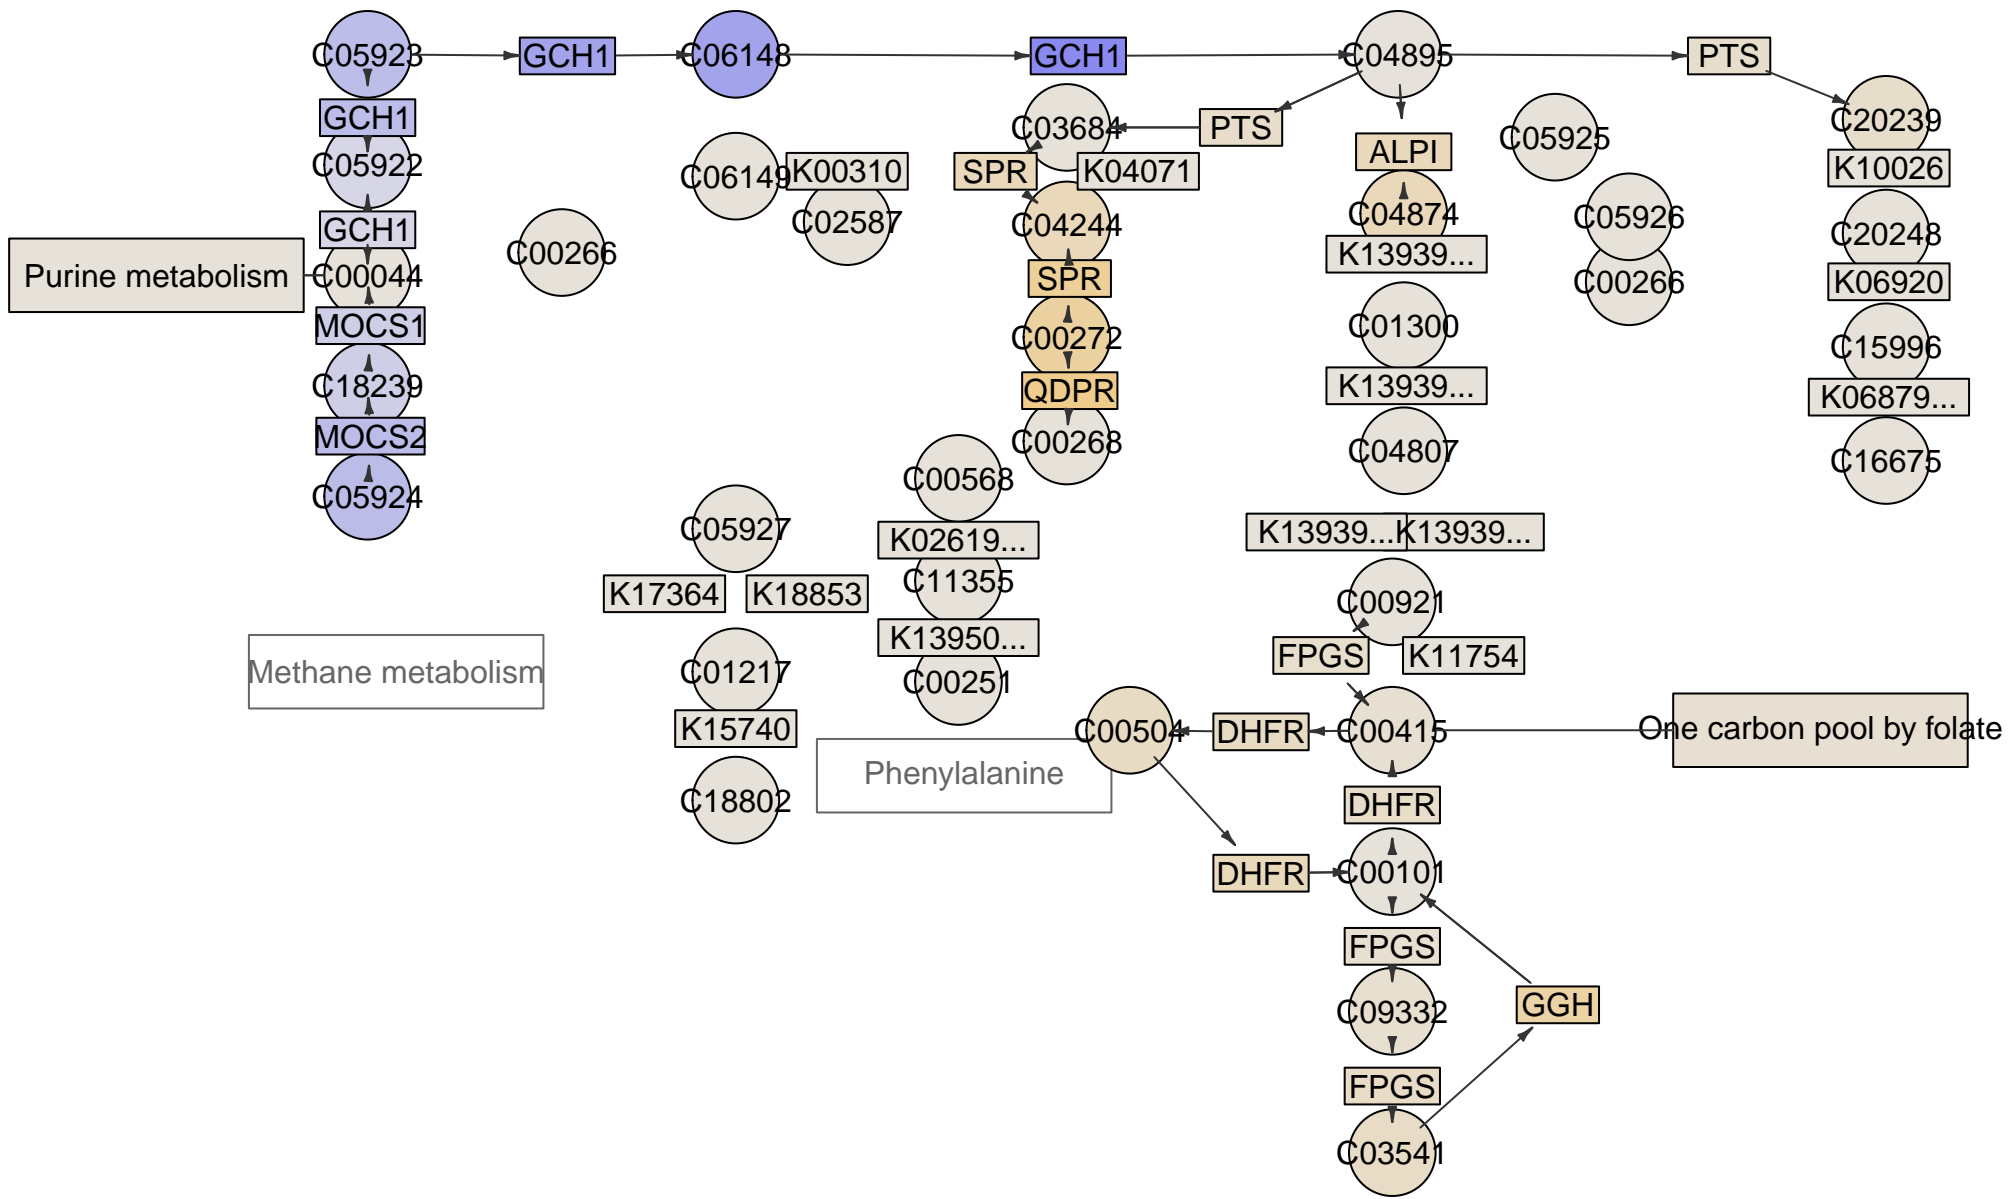 C05923
GCH1
C06148
GCH1
C04895
PTS
GCH1
C03684
PTS
C20239
C05922
C06149
K00310
SPR
K04071
ALPI
C05925
K10026
GCH1
C02587
C04244
C04874
C05926
C20248
Purine metabolism
C00044
C00266
SPR
K13939...
C00266
K06920
MOCS1
C00272
C01300
C15996
C18239
QDPR
K13939...
K06879...
MOCS2
C00268
C04807
C16675
C05924
C00568
C05927
K02619...
K13939...
K13939...
K17364
K18853
C11355
C00921
K13950...
FPGS
K11754
Methane metabolism
C01217
C00251
K15740
C00504
DHFR
C00415
One carbon pool by folate
Phenylalanine
C18802
DHFR
DHFR
C00101
FPGS
C09332
GGH
FPGS
C03541